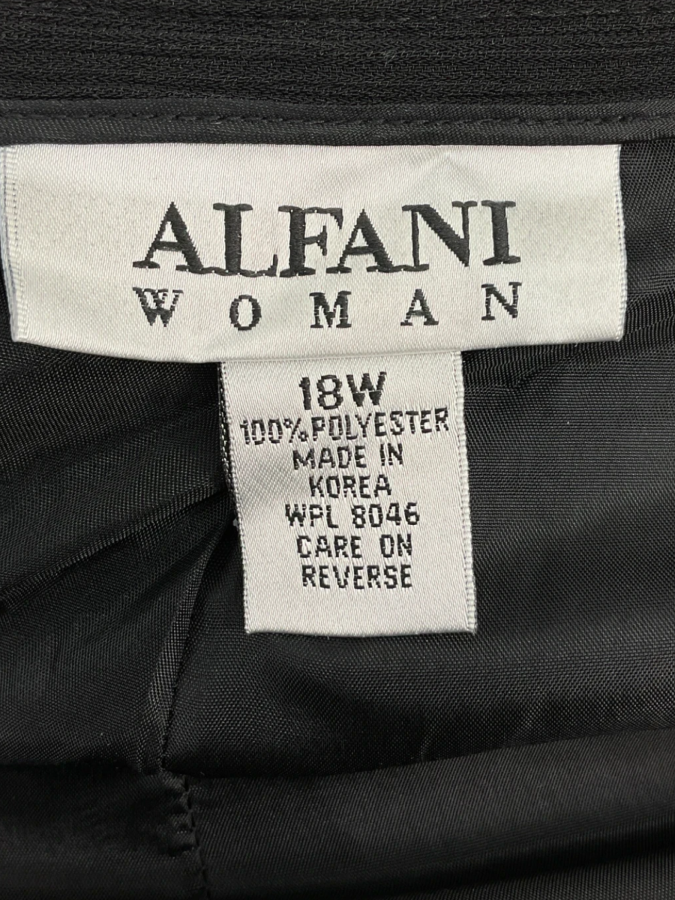 ALFANI
WOMAN
18W
100%POLYESTER
MADE IN
KOREA
WPL 8046
CARE ON
REVERSE